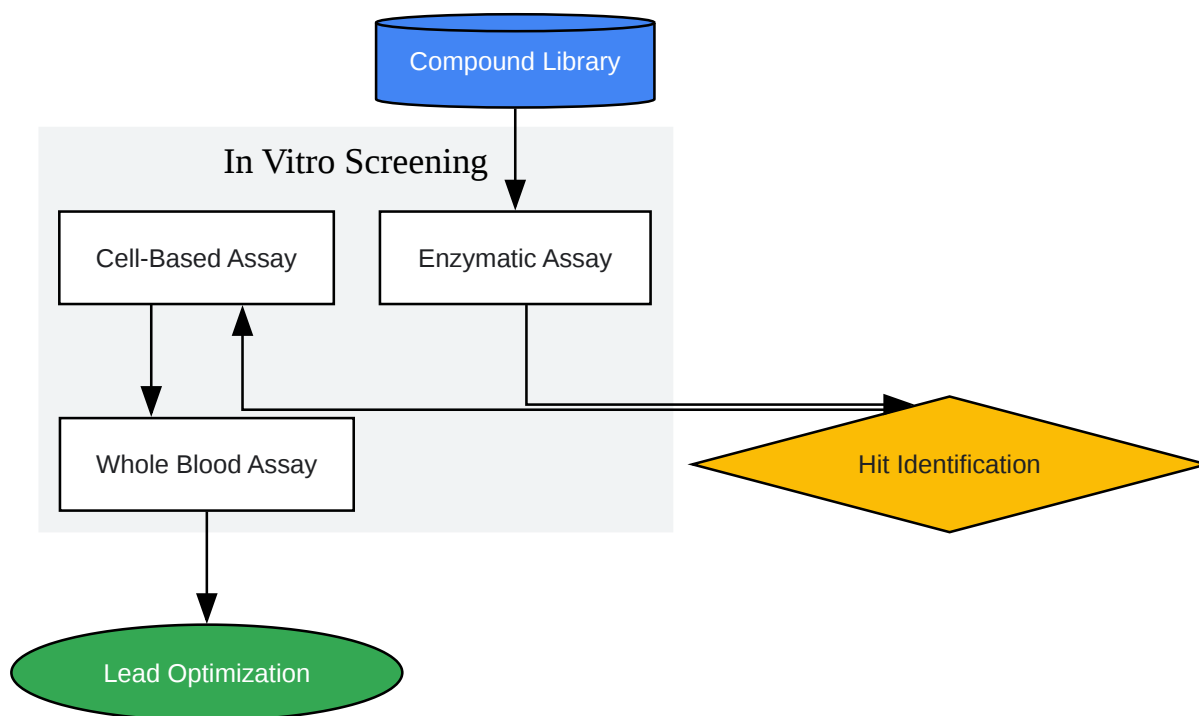 Compound Library
In Vitro Screening
Cell-Based Assay
Enzymatic Assay
Whole Blood Assay
Hit Identification
Lead Optimization